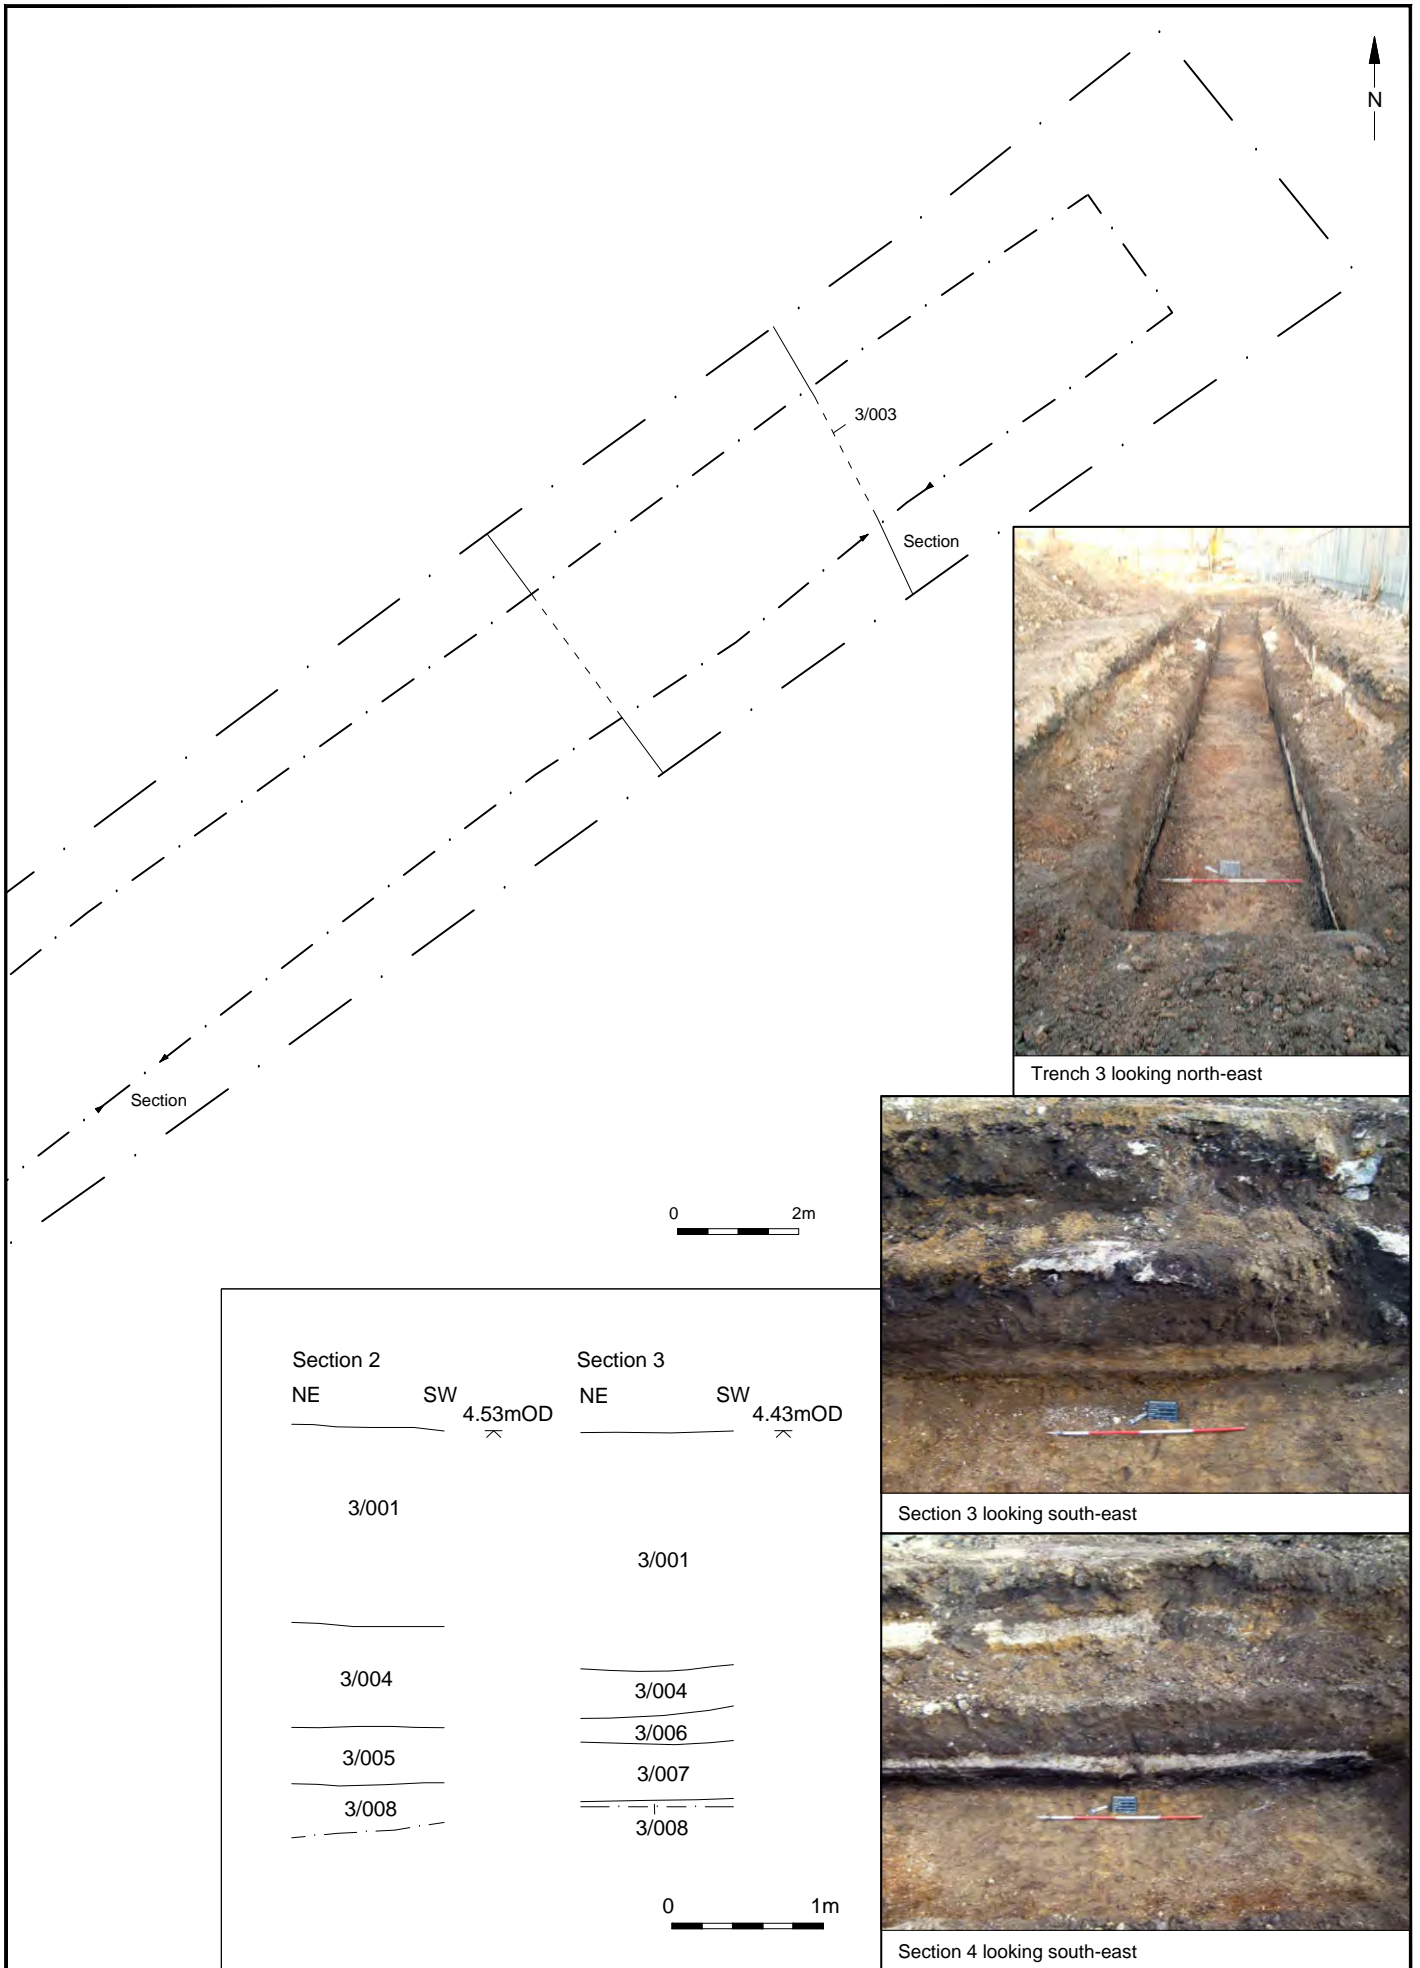 N
3/003
Section
Trench 3 looking north-east
Section
0 2m
Section 3 looking south-east
Section 2 Section 3
NE SW 4.53mOD NE SW 4.43mOD
3/001 3/001
3/004 3/004
3/006
3/005 3/007
3/008 3/008
0 1m
Section 4 looking south-east